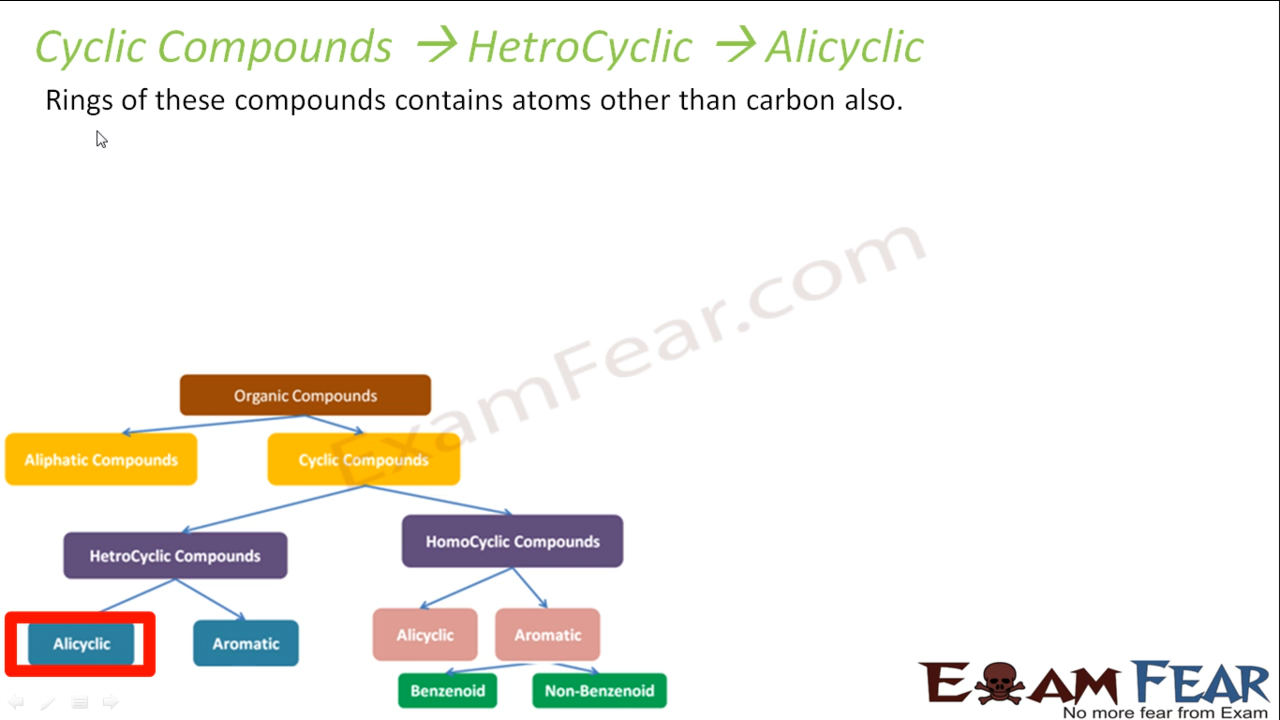 Cyclic Compounds → HetroCyclic → Alicyclic
Rings of these compounds contains atoms other than carbon also.
ExamFear.com
Organic Compounds
Aliphatic Compounds
Cyclic Compounds
HetroCyclic Compounds
HomoCyclic Compounds
Alicyclic
Aromatic
Alicyclic
Aromatic
Benzenoid
Non-Benzenoid
EXAM FEAR
No more fear from Exam